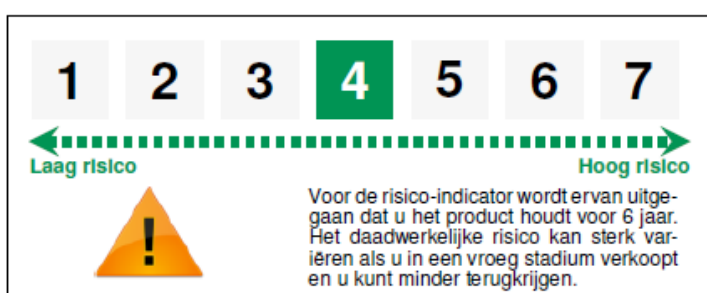 1 2 3 4 5 6 7
Laag risico Hoog risico
!
Voor de risico-indicator wordt ervan uitge-
gaan dat u het product houdt voor 6 jaar.
Het daadwerkelijke risico kan sterk var-
iëren als u in een vroeg stadium verkoopt
en u kunt minder terugkrijgen.